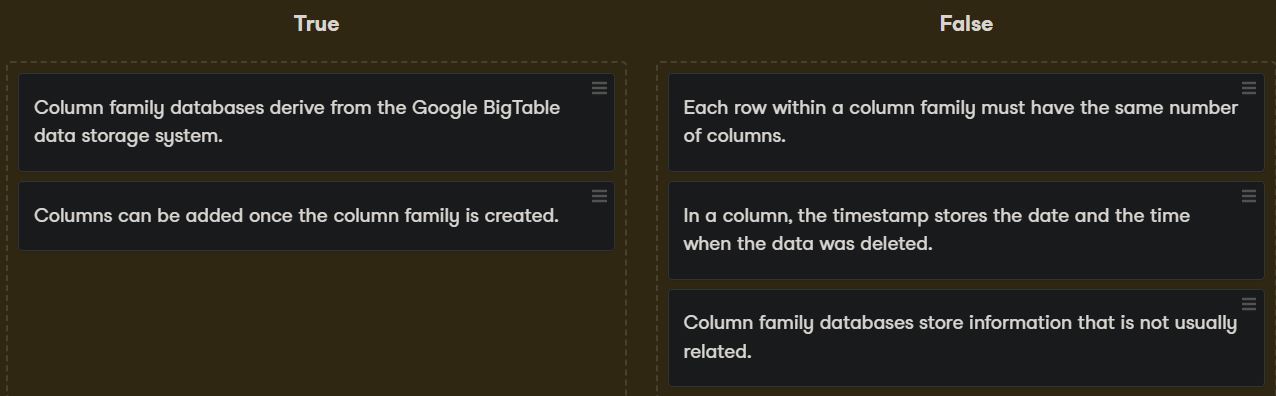 True
Column family databases derive from the Google BigTable
data storage system.
Columns can be added once the column family is created.
False
Each row within a column family must have the same number
of columns.
In a column, the timestamp stores the date and the time
when the data was deleted.
Column family databases store information that is not usually
related.